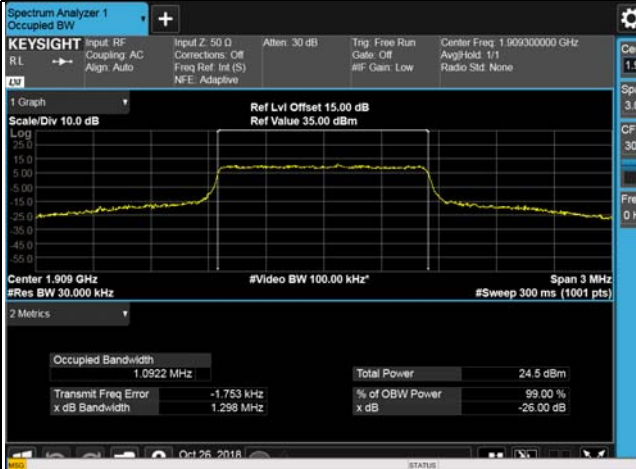 Spectrum Analyzer 1
Occupied BW
KEYSIGHT
RL
LXI
Input: RF
Coupling: AC
Align: Auto
Input Z: 50 Ω
Corrections: Off
Freq Ref: Int (S)
NFE: Adaptive
Atten: 30 dB
Trig: Free Run
Gate: Off
#IF Gain: Low
Center Freq: 1.909300000 GHz
Avg|Hold: 1/1
Radio Std: None
1 Graph
Scale/Div 10.0 dB
Ref Lvl Offset 15.00 dB
Ref Value 35.00 dBm
Log
25.0
15.0
5.00
-5.00
-15.0
-25.0
-35.0
-45.0
-55.0
Center 1.909 GHz
#Video BW 100.00 kHz*
Span 3 MHz
#Res BW 30.000 kHz
#Sweep 300 ms (1001 pts)
2 Metrics
Occupied Bandwidth
1.0922 MHz
Total Power 24.5 dBm
Transmit Freq Error -1.753 kHz
% of OBW Power 99.00 %
x dB Bandwidth 1.298 MHz
x dB -26.00 dB
Oct 26, 2018
MSG
STATUS